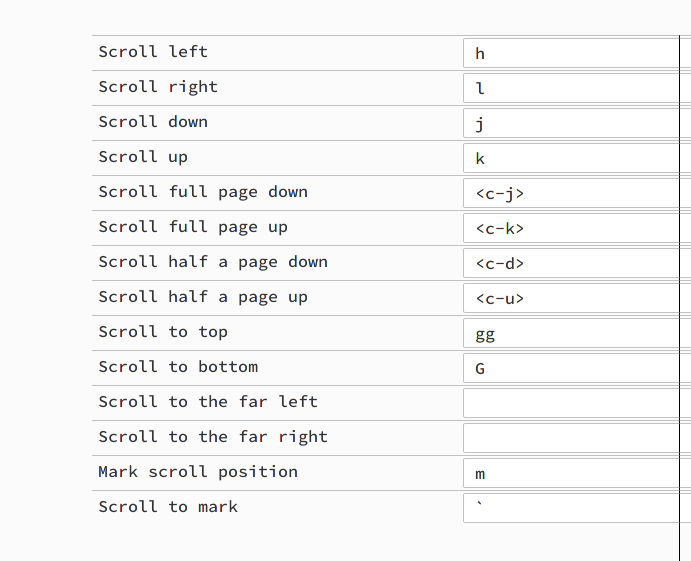 Scroll left h
Scroll right l
Scroll down j
Scroll up k
Scroll full page down <c-j>
Scroll full page up <c-k>
Scroll half a page down <c-d>
Scroll half a page up <c-u>
Scroll to top gg
Scroll to bottom G
Scroll to the far left
Scroll to the far right
Mark scroll position m
Scroll to mark `